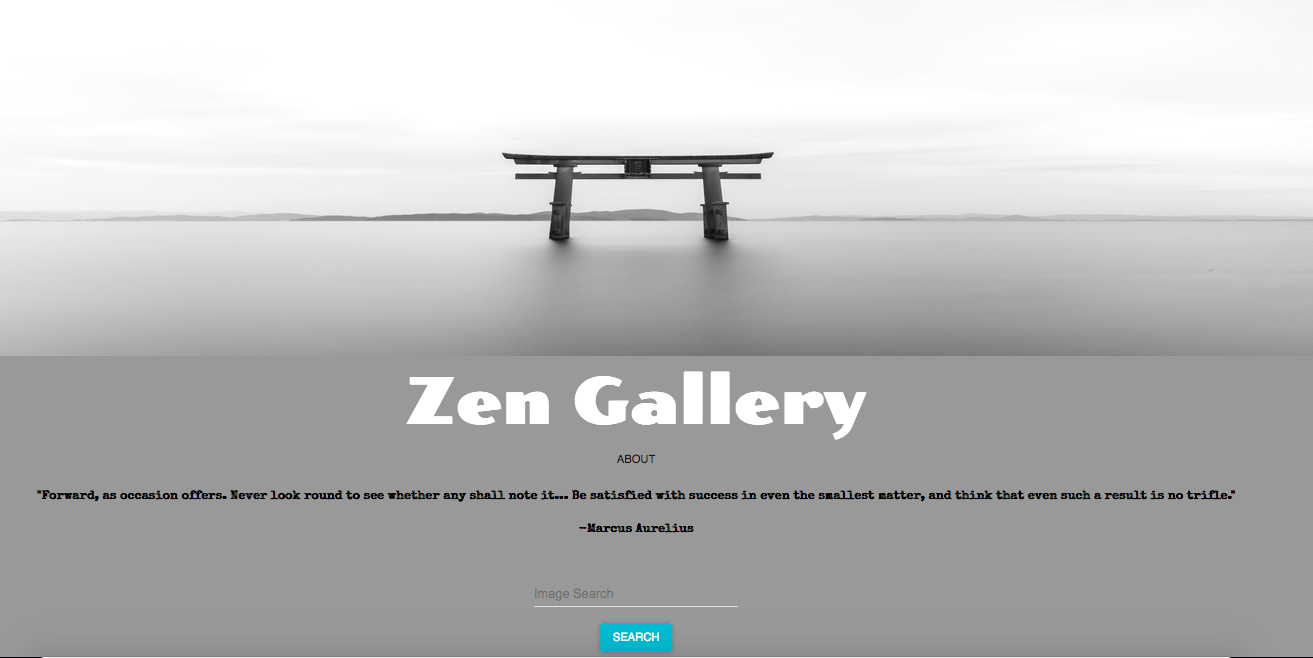 Zen Gallery
ABOUT
"Forward, as occasion offers. Never look round to see whether any shall note it... Be satisfied with success in even the smallest matter, and think that even such a result is no trifle."
—Marcus Aurelius
Image Search
SEARCH